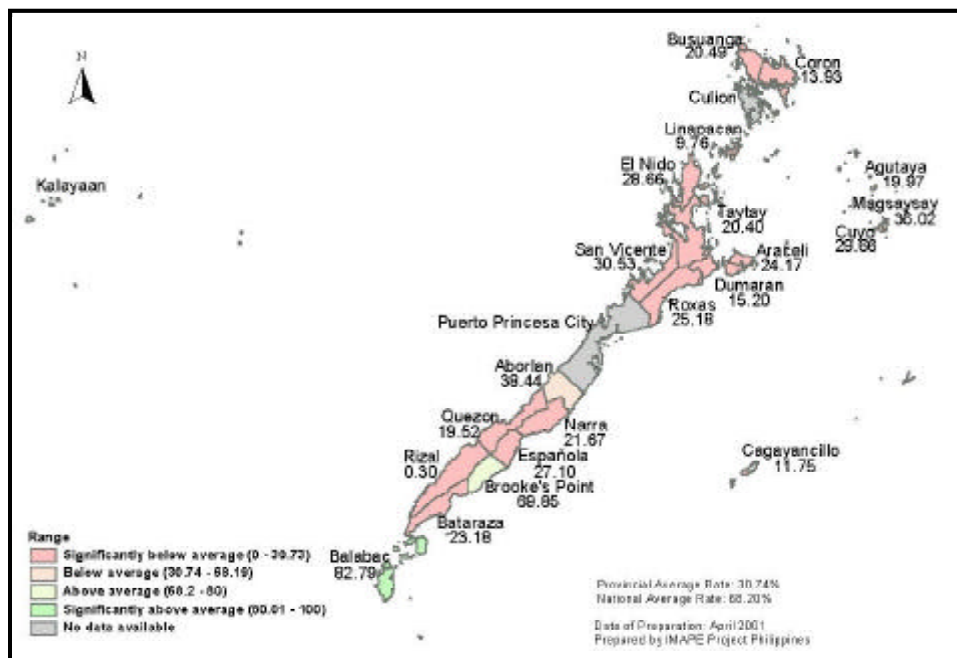 N
Busuanga
20.49
Coron
13.93
Culion
Linapacan
9.76
El Nido
28.66
Agutaya
19.97
Kalayaan
Magsaysay
36.02
Taytay
20.40
Cuyo
29.86
San Vicente
30.53
Araceli
24.17
Dumaran
15.20
Roxas
25.18
Puerto Princesa City
Aborlan
39.44
Quezon
19.52
Narra
21.67
Rizal
0.30
Española
27.10
Cagayancillo
11.75
Brooke's Point
69.85
Bataraza
23.18
Balabac
82.79
Range
Significantly below average (0 - 30.73)
Below average (30.74 - 68.19)
Above average (68.2 - 80)
Significantly above average (80.01 - 100)
No data available
Provincial Average Rate: 30.74%
National Average Rate: 68.20%
Date of Preparation: April 2001
Prepared by IMAPE Project Philippines